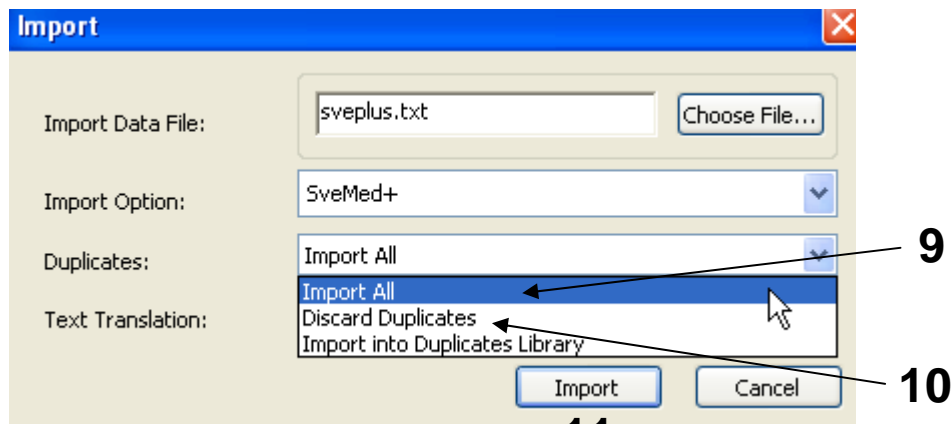 Import
Import Data File:
sveplus.txt
Choose File...
Import Option:
SveMed+
Duplicates:
Import All
9
Import All
Discard Duplicates
Import into Duplicates Library
Text Translation:
10
Import
Cancel
11